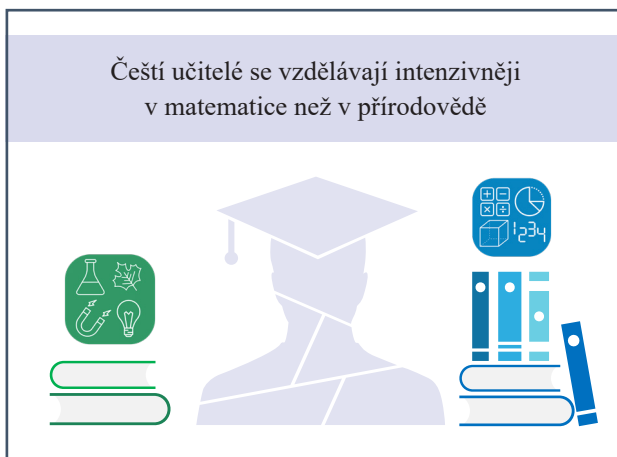 Čeští učitelé se vzdělávají intenzivněji
v matematice než v přírodovědě
1234